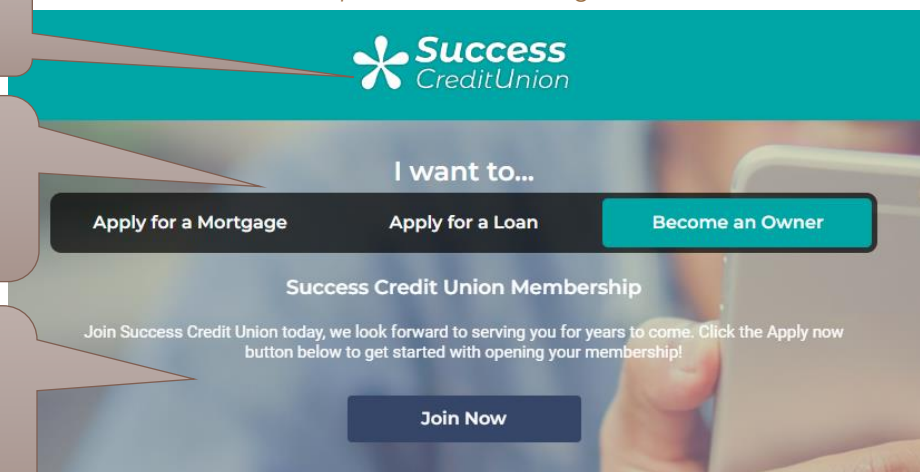 Success
CreditUnion
I want to...
Apply for a Mortgage
Apply for a Loan
Become an Owner
Success Credit Union Membership
Join Success Credit Union today, we look forward to serving you for years to come. Click the Apply now
button below to get started with opening your membership!
Join Now